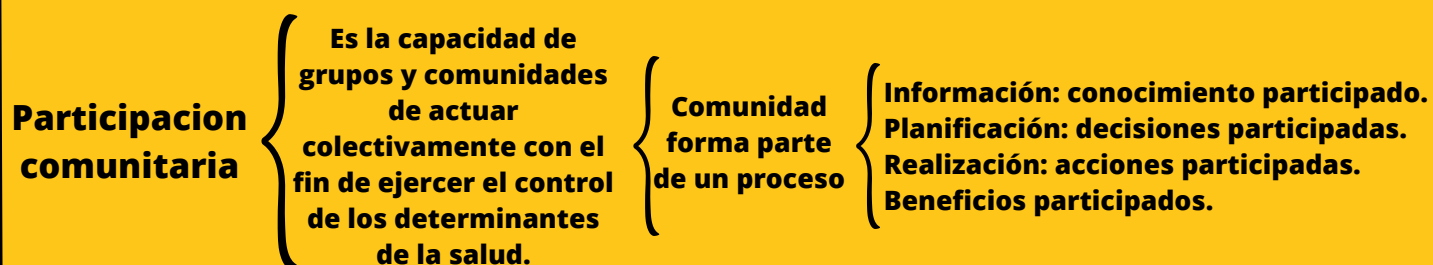 Participacion
comunitaria
Es la capacidad de
grupos y comunidades
de actuar
colectivamente con el
fin de ejercer el control
de los determinantes
de la salud.
Comunidad
forma parte
de un proceso
Información: conocimiento participado.
Planificación: decisiones participadas.
Realización: acciones participadas.
Beneficios participados.